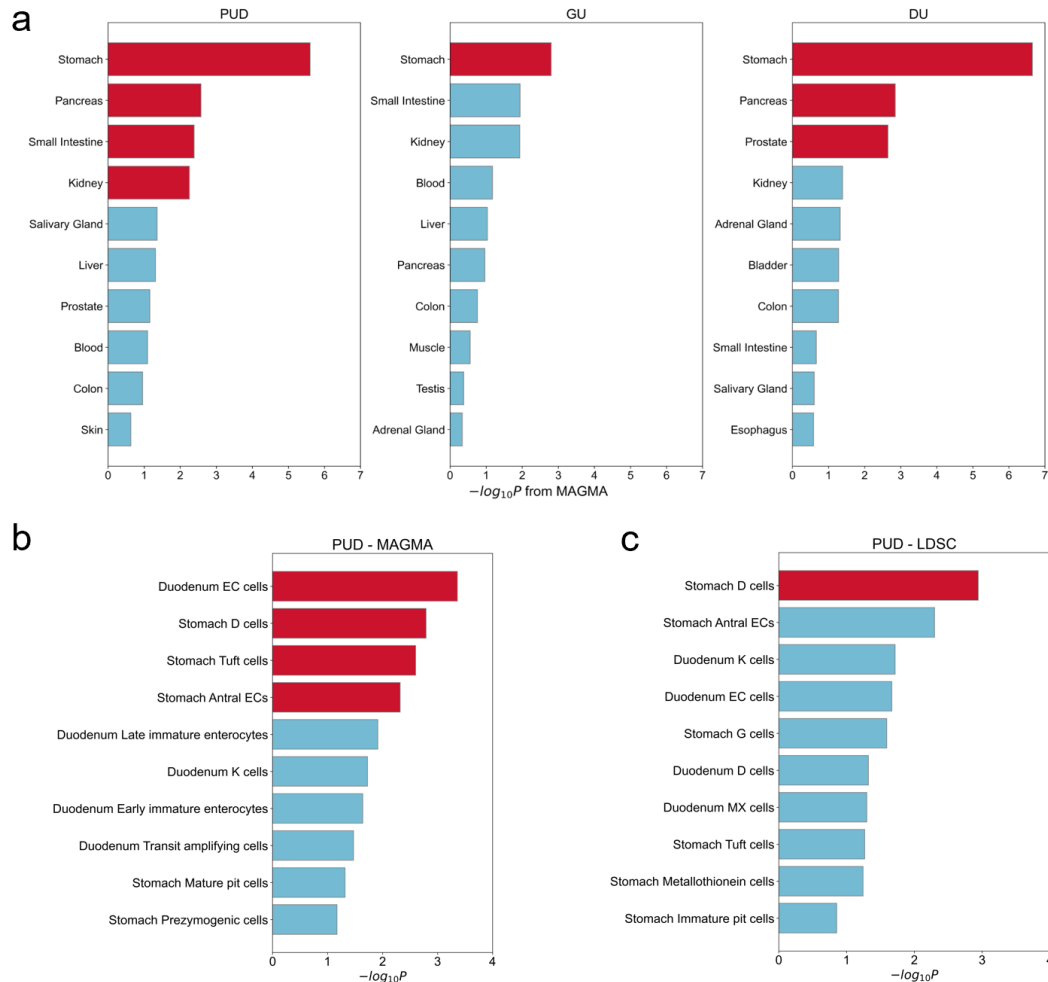 a
PUD
Stomach
Pancreas
Small Intestine
Kidney
Salivary Gland
Liver
Prostate
Blood
Colon
Skin
0 1 2 3 4 5 6 7
GU
Stomach
Small Intestine
Kidney
Blood
Liver
Pancreas
Colon
Muscle
Testis
Adrenal Gland
0 1 2 3 4 5 6 7
−log₁₀P from MAGMA
DU
Stomach
Pancreas
Prostate
Kidney
Adrenal Gland
Bladder
Colon
Small Intestine
Salivary Gland
Esophagus
0 1 2 3 4 5 6 7
b
PUD - MAGMA
Duodenum EC cells
Stomach D cells
Stomach Tuft cells
Stomach Antral ECs
Duodenum Late immature enterocytes
Duodenum K cells
Duodenum Early immature enterocytes
Duodenum Transit amplifying cells
Stomach Mature pit cells
Stomach Prezymogenic cells
0 1 2 3 4
−log₁₀P
c
PUD - LDSC
Stomach D cells
Stomach Antral ECs
Duodenum K cells
Duodenum EC cells
Stomach G cells
Duodenum D cells
Duodenum MX cells
Stomach Tuft cells
Stomach Metallothionein cells
Stomach Immature pit cells
0 1 2 3 4
−log₁₀P